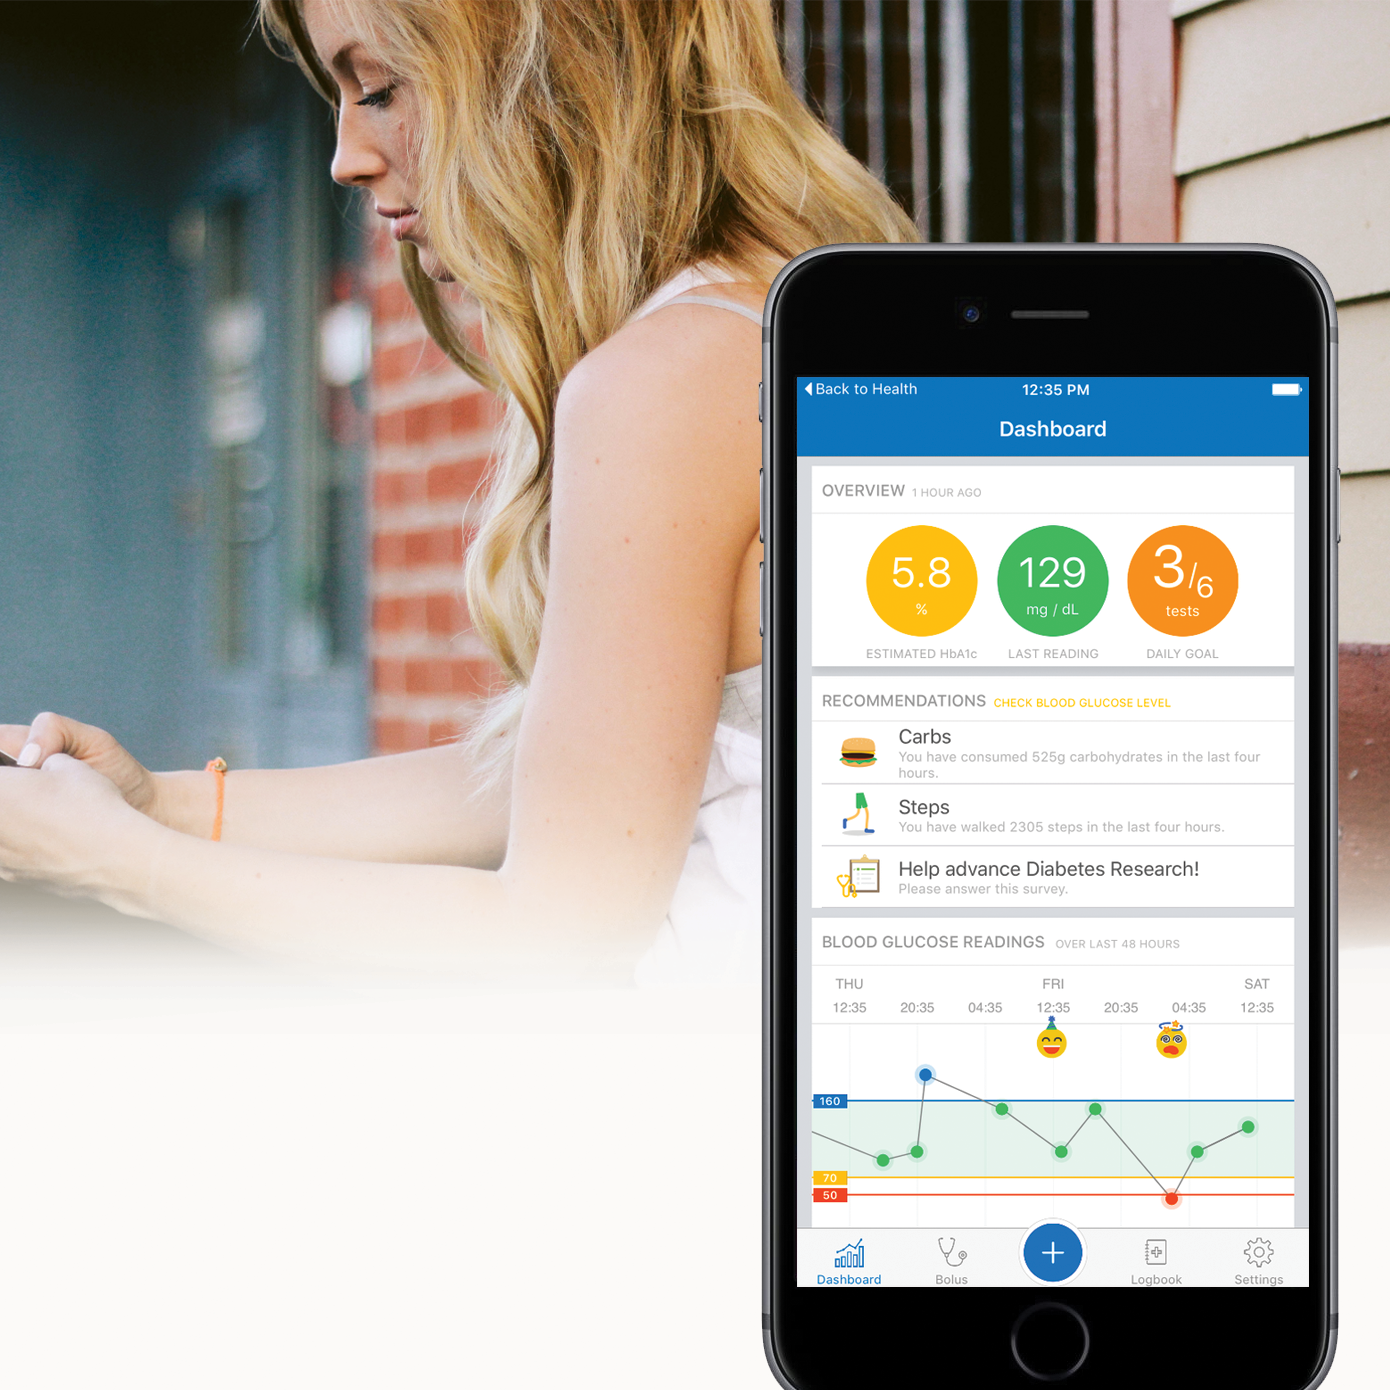 Back to Health 12:35 PM
Dashboard
OVERVIEW 1 HOUR AGO
5.8 129 3/6
% mg / dL tests
ESTIMATED HbA1c LAST READING DAILY GOAL
RECOMMENDATIONS CHECK BLOOD GLUCOSE LEVEL
Carbs
You have consumed 525g carbohydrates in the last four
hours.
Steps
You have walked 2305 steps in the last four hours.
Help advance Diabetes Research!
Please answer this survey.
BLOOD GLUCOSE READINGS OVER LAST 48 HOURS
THU FRI SAT
12:35 20:35 04:35 12:35 20:35 04:35 12:35
160
70
50
Dashboard Bolus + Logbook Settings